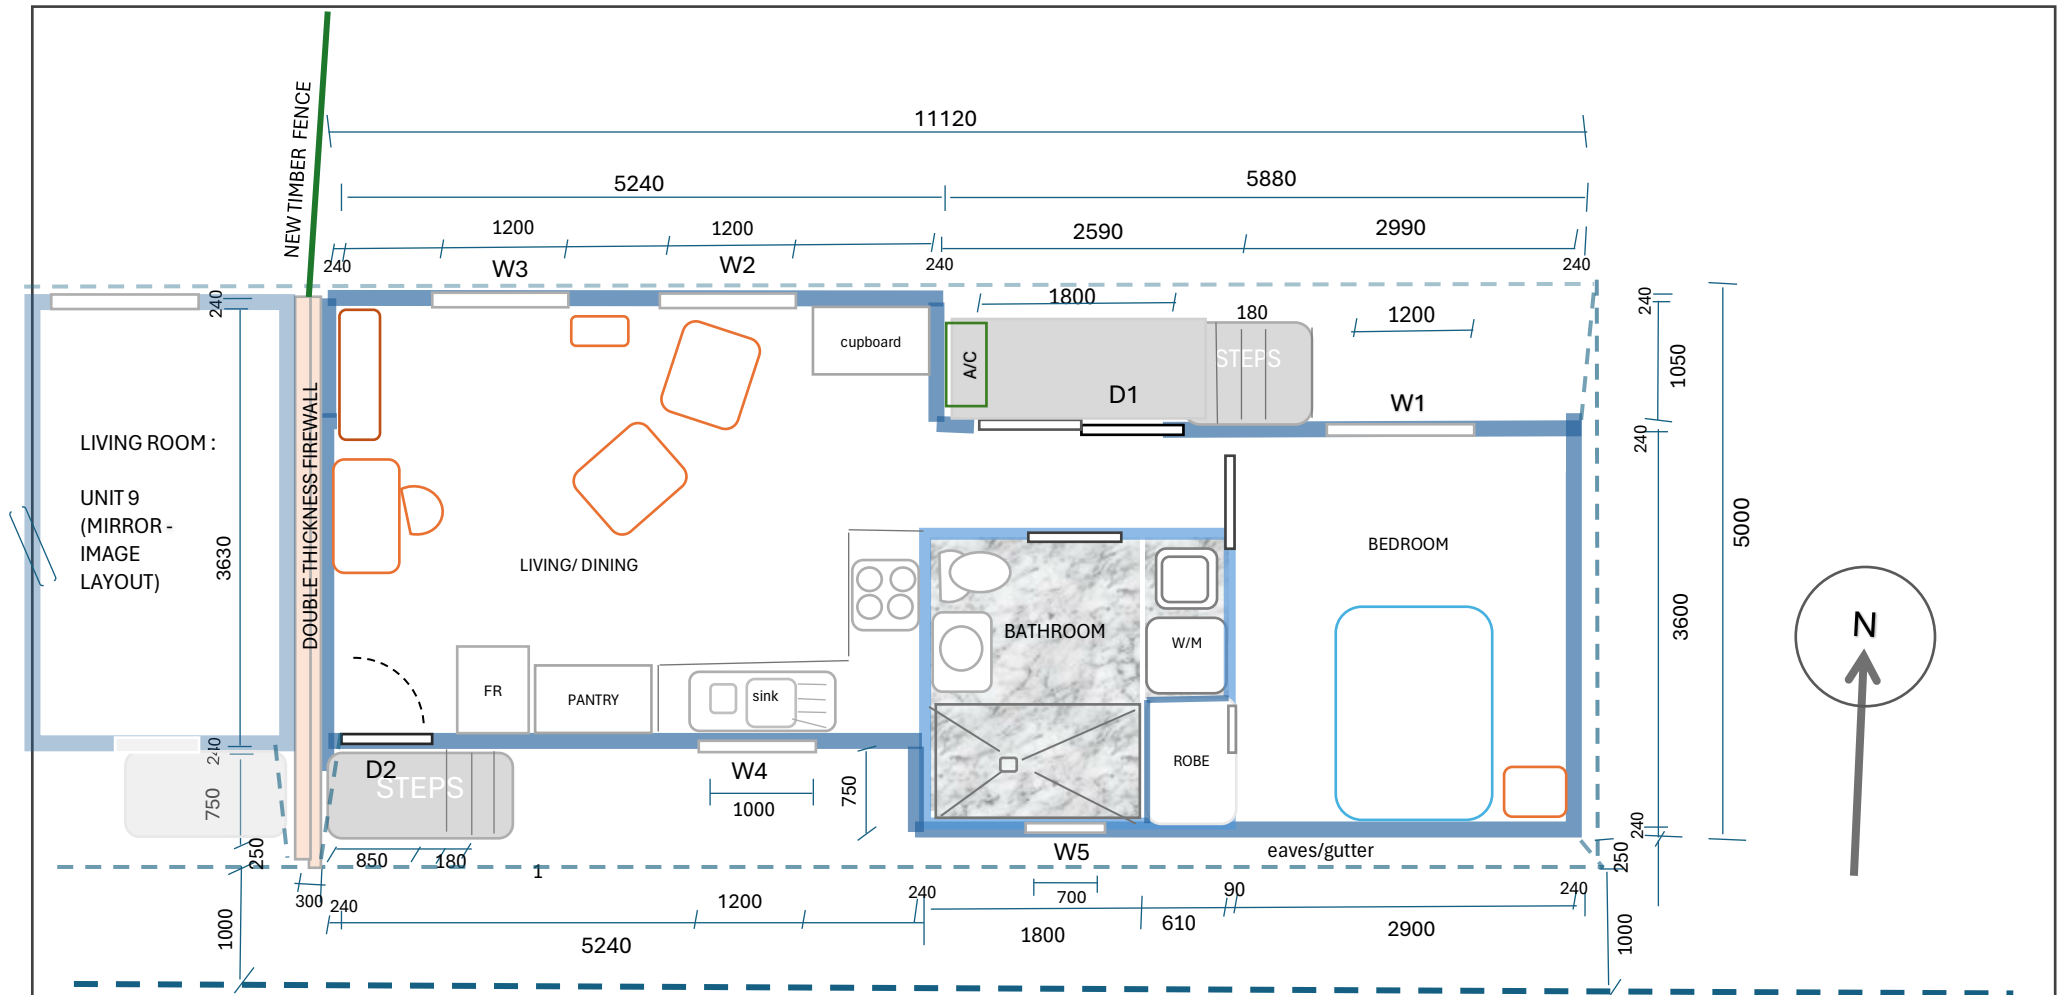 NEW TIMBER FENCE
11120
5240
5880
1200
1200
2590
2990
240
W3
W2
240
240
240
1800
180
1200
240
cupboard
A/C
STEPS
1050
D1
W1
240
5000
DOUBLE THICKNESS FIREWALL
LIVING ROOM :
UNIT 9
(MIRROR -
IMAGE
LAYOUT)
3630
LIVING/ DINING
BEDROOM
N
BATHROOM
W/M
3600
FR
PANTRY
sink
240
D2
STEPS
W4
ROBE
750
1000
750
240
W5
eaves/gutter
250
850
180
1
250
300
240
1200
240
700
90
240
1000
5240
1800
610
2900
1000